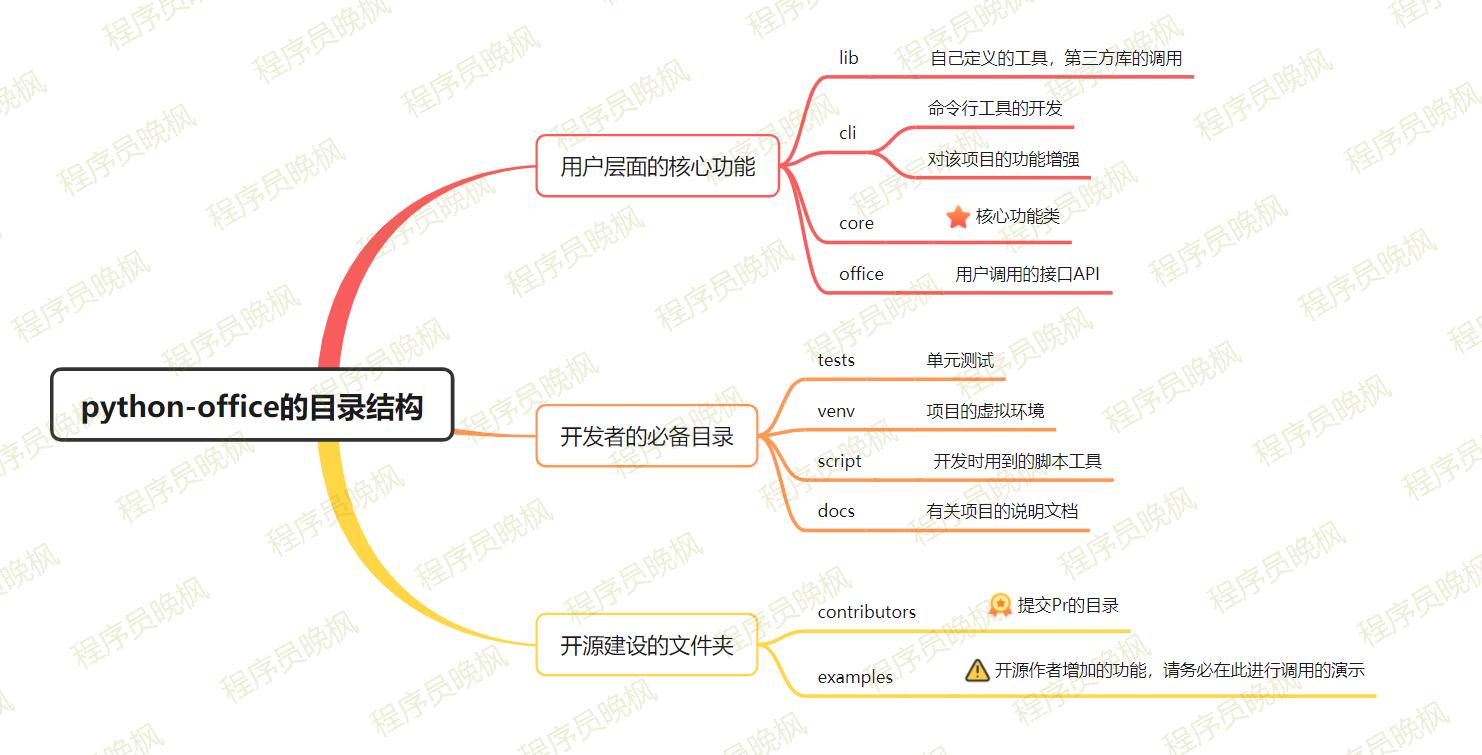 python-office的目录结构
用户层面的核心功能
lib 自己定义的工具，第三方库的调用
cli
命令行工具的开发
对该项目的功能增强
core 核心功能类
office 用户调用的接口API
开发者的必备目录
tests 单元测试
venv 项目的虚拟环境
script 开发时用到的脚本工具
docs 有关项目的说明文档
开源建设的文件夹
contributors 提交Pr的目录
examples 开源作者增加的功能，请务必在此进行调用的演示
程序员晚枫